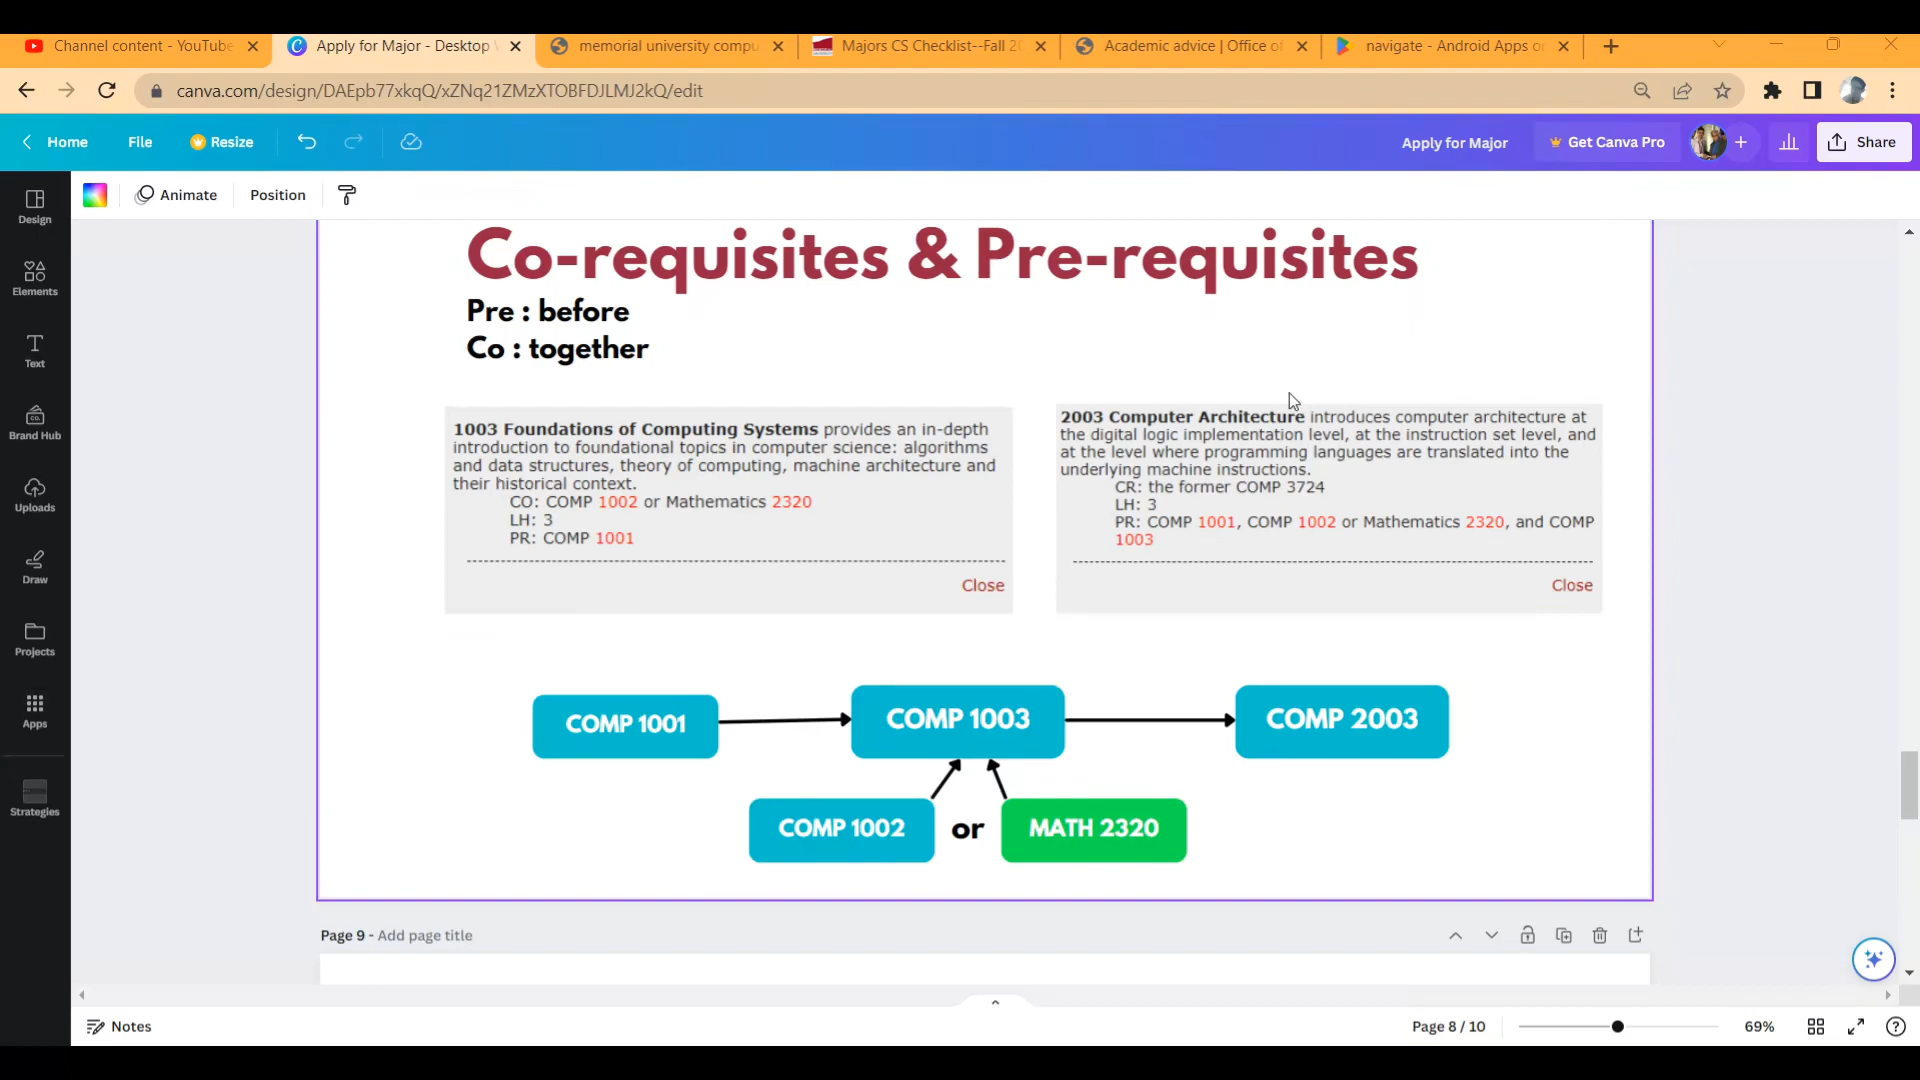 Channel content - YouTube
Apply for Major - Desktop
memorial university compu
Majors CS Checklist--Fall 20
Academic advice | Office of
navigate - Android Apps or
canva.com/design/DAEpb77xkqQ/xZNq21ZMzXTOBFDJLMJ2kQ/edit
Home
File
Resize
Apply for Major
Get Canva Pro
Share
Animate
Position
Design
Elements
Text
Brand Hub
Uploads
Draw
Projects
Apps
Strategies
Co-requisites & Pre-requisites
Pre : before
Co : together
1003 Foundations of Computing Systems provides an in-depth
introduction to foundational topics in computer science: algorithms
and data structures, theory of computing, machine architecture and
their historical context.
CO: COMP 1002 or Mathematics 2320
LH: 3
PR: COMP 1001
Close
2003 Computer Architecture introduces computer architecture at
the digital logic implementation level, at the instruction set level, and
at the level where programming languages are translated into the
underlying machine instructions.
CR: the former COMP 3724
LH: 3
PR: COMP 1001, COMP 1002 or Mathematics 2320, and COMP
1003
Close
COMP 1001
COMP 1003
COMP 2003
COMP 1002
or
MATH 2320
Page 9 - Add page title
Notes
Page 8 / 10
69%